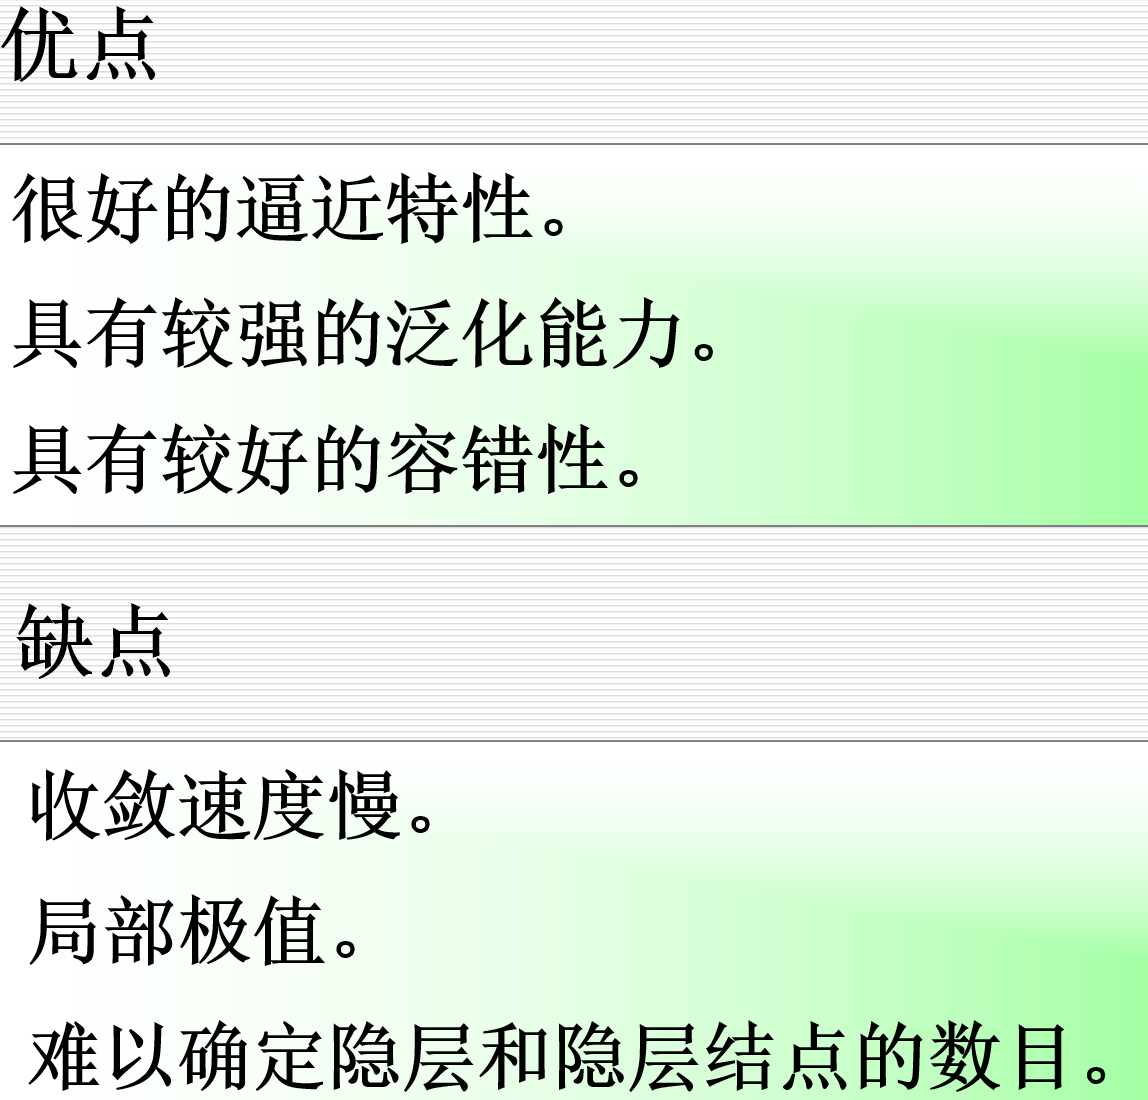 优点
很好的逼近特性。
具有较强的泛化能力。
具有较好的容错性。
缺点
收敛速度慢。
局部极值。
难以确定隐层和隐层结点的数目。